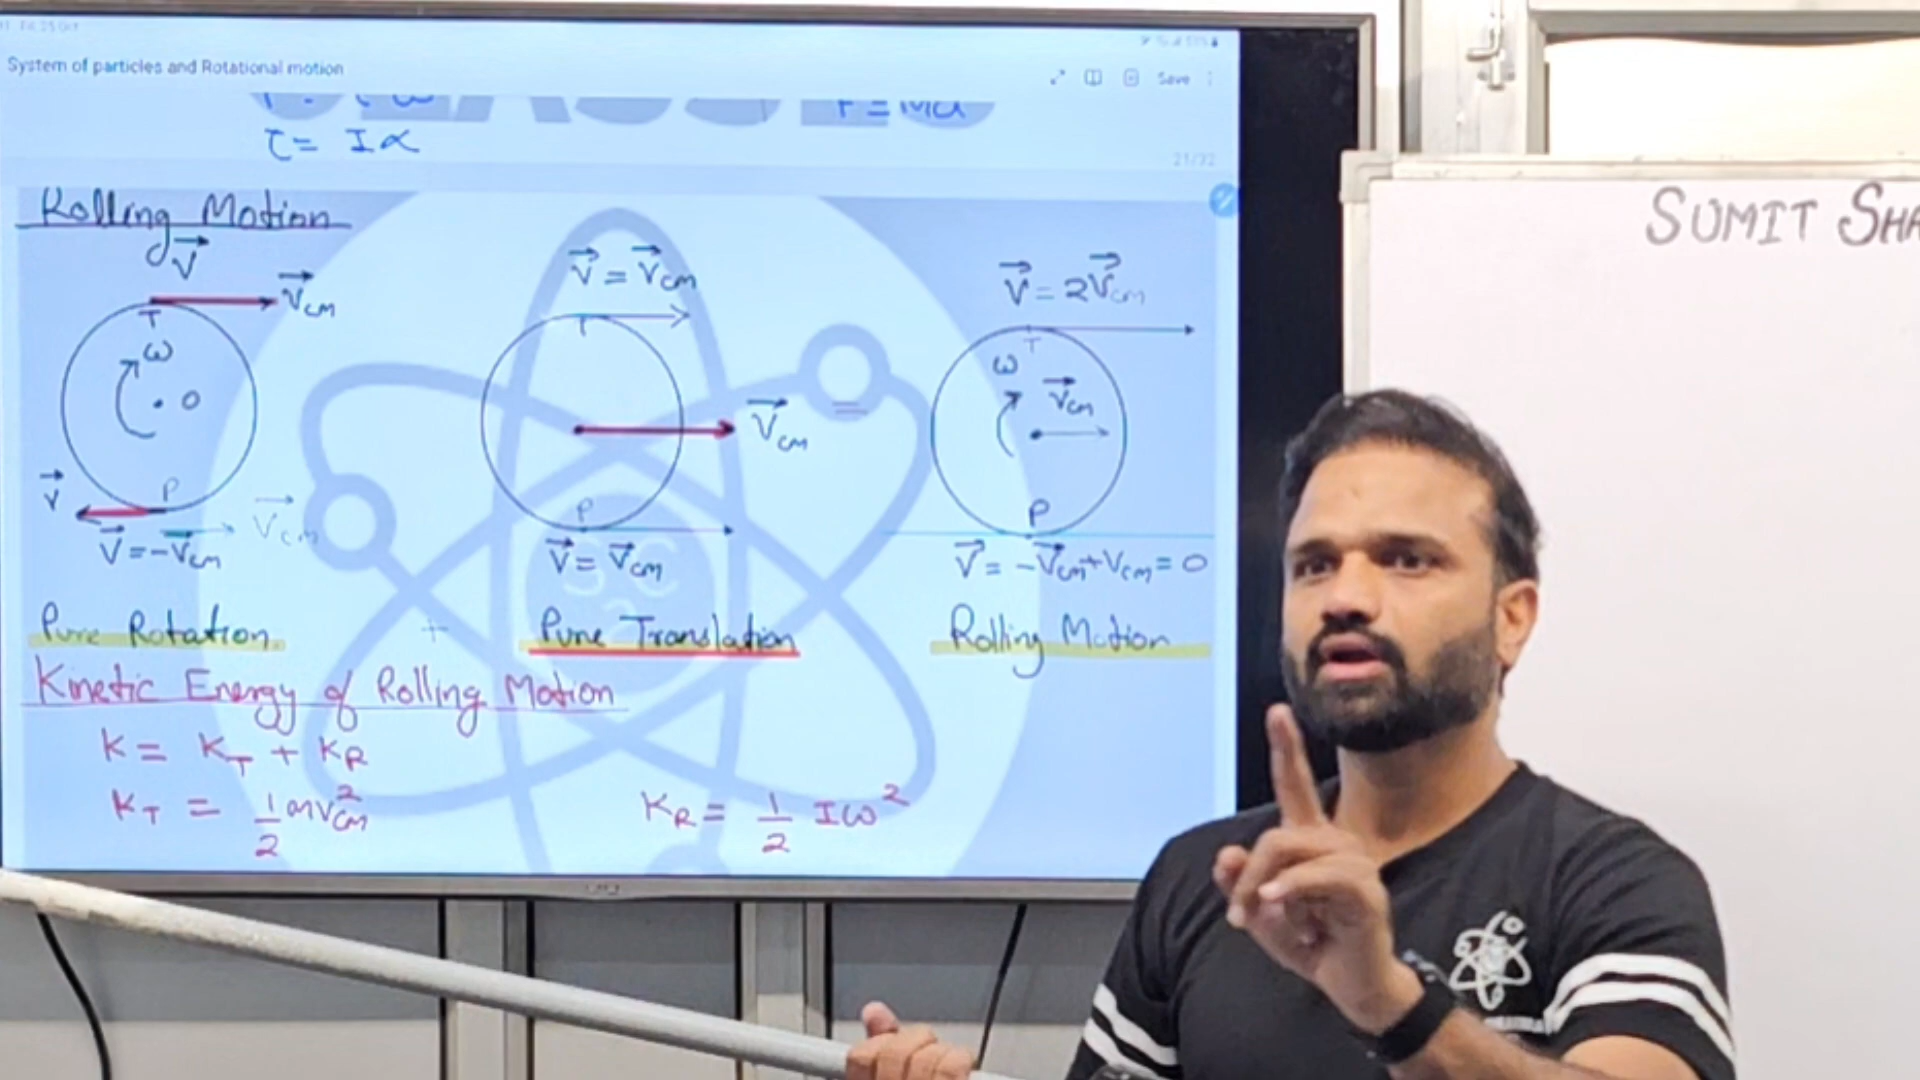 System of particles and Rotational motion
Save
τ = Iα
F = Ma
21/72
Rolling Motion
V⃗
V⃗cm
T
ω
O
P
V⃗
V⃗cm
V⃗ = -V⃗cm
Pure Rotation
+
V⃗ = V⃗cm
T
V⃗cm
P
V⃗ = V⃗cm
Pure Translation
V⃗ = 2V⃗cm
T
ω
V⃗cm
P
V⃗ = -V⃗cm+Vcm = 0
Rolling Motion
Kinetic Energy of Rolling Motion
K = KT + KR
KT = 1/2 mv²cm
KR = 1/2 Iω²
SUMIT